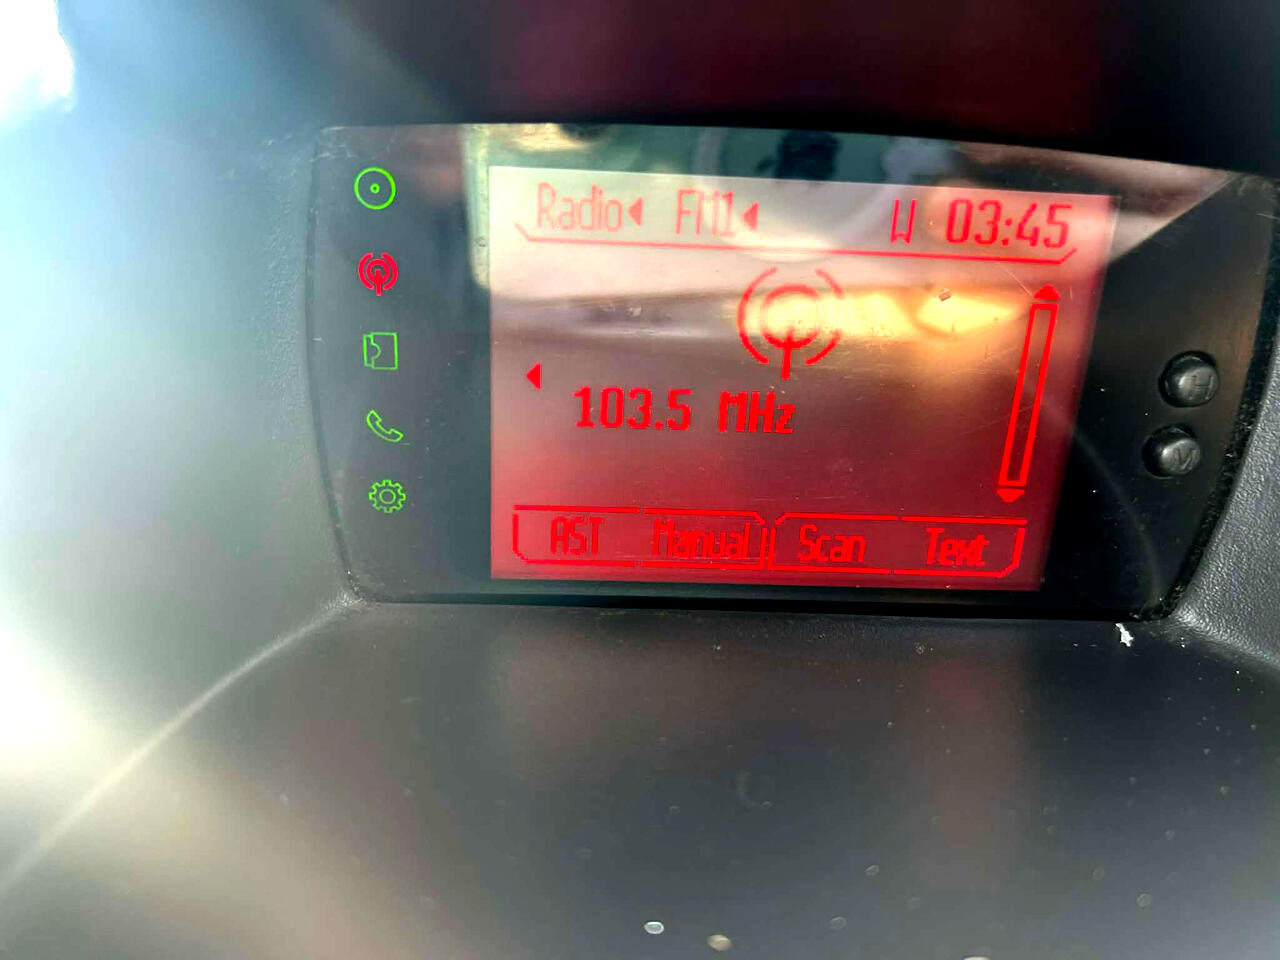 Radio FM1 W 03:45
103.5 MHz
AST Manual Scan Text
H
M